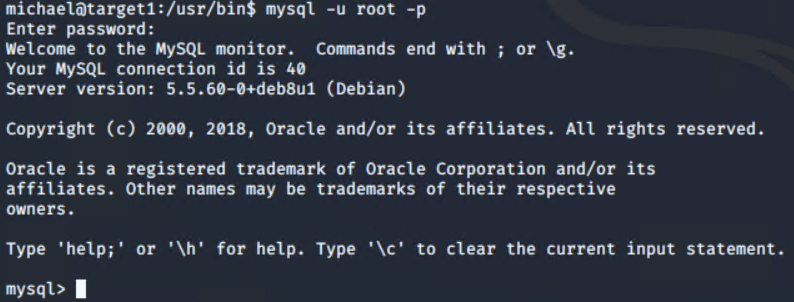 michael@target1:/usr/bin$ mysql -u root -p
Enter password:
Welcome to the MySQL monitor.  Commands end with ; or \g.
Your MySQL connection id is 40
Server version: 5.5.60-0+deb8u1 (Debian)

Copyright (c) 2000, 2018, Oracle and/or its affiliates. All rights reserved.

Oracle is a registered trademark of Oracle Corporation and/or its
affiliates. Other names may be trademarks of their respective
owners.

Type 'help;' or '\h' for help. Type '\c' to clear the current input statement.

mysql>